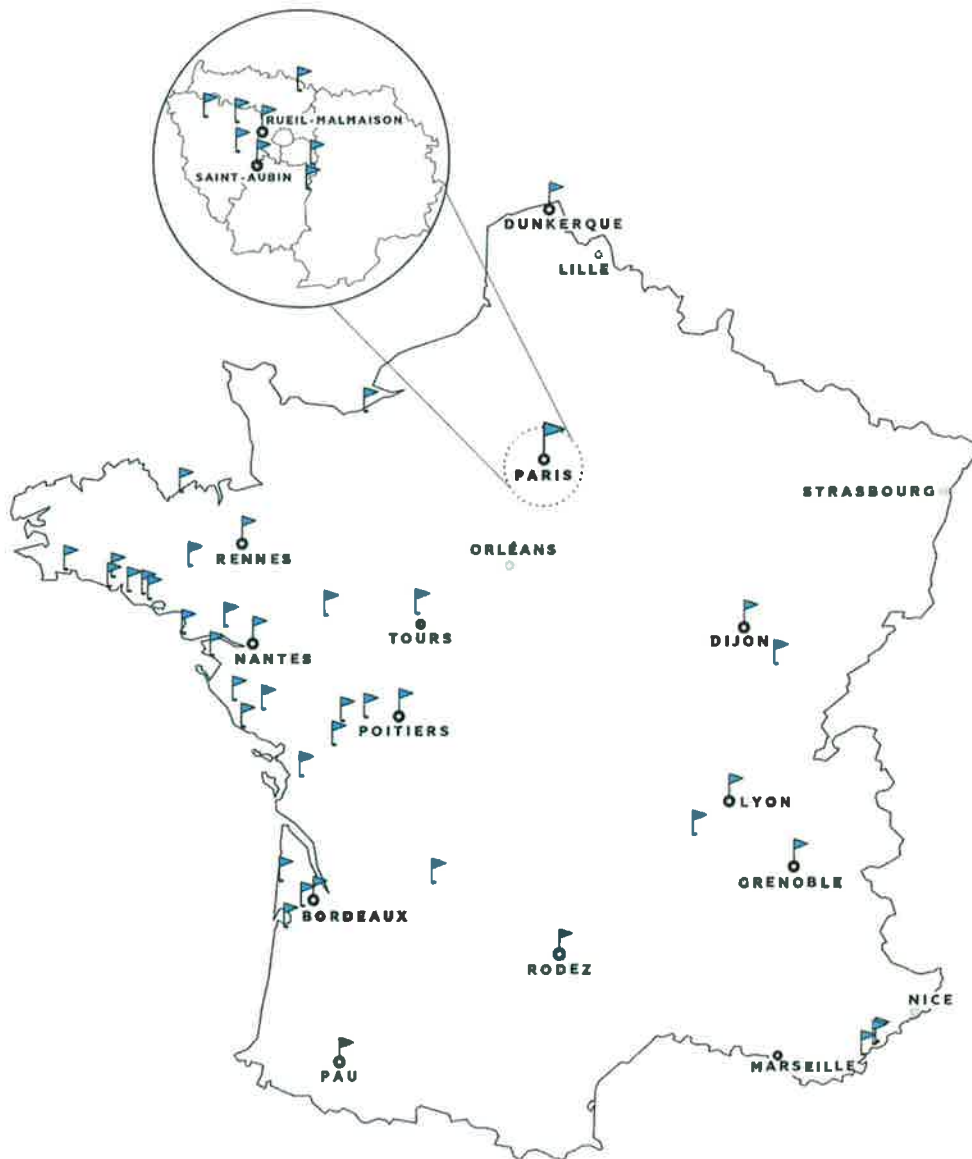 RUEIL-MALMAISON
SAINT-AUBIN
DUNKERQUE
LILLE
PARIS
STRASBOURG
ORLÉANS
RENNES
TOURS
DIJON
NANTES
POITIERS
LYON
GRENOBLE
BORDEAUX
RODEZ
NICE
MARSEILLE
PAU